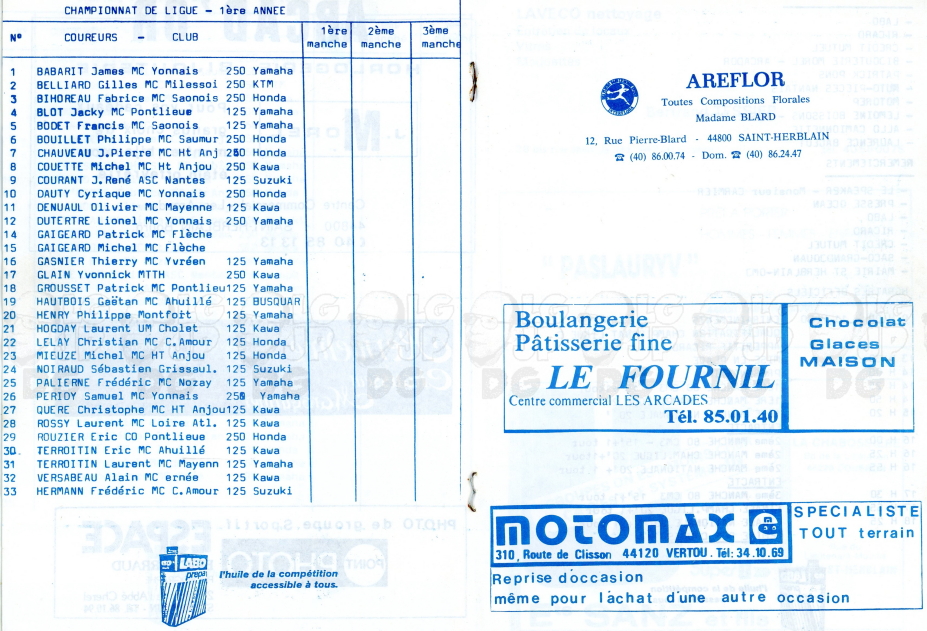 CHAMPIONNAT DE LIGUE - 1ère ANNEE
N° COUREURS - CLUB 1ère manche 2ème manche 3ème manche
1 BABARIT James MC Yonnais 250 Yamaha
2 BELLIARD Gilles MC Milessoi 250 KTM
3 BIHOREAU Fabrice MC Saonois 250 Honda
4 BLOT Jacky MC Pontlieue 125 Yamaha
5 BODET Francis MC Saonois 125 Yamaha
6 BOUILLET Philippe MC Saumur 250 Honda
7 CHAUVEAU J.Pierre MC Ht Anj 250 Honda
8 COUETTE Michel MC Ht Anjou 250 Kawa
9 COURANT J.René ASC Nantes 125 Suzuki
10 DAUTY Cyriaque MC Yonnais 250 Honda
11 DENUAUL Olivier MC Mayenne 125 Kawa
12 DUTERTRE Lionel MC Yonnais 250 Yamaha
14 GAIGEARD Patrick MC Flèche
15 GAIGEARD Michel MC Flèche
16 GASNIER Thierry MC Yvréen 125 Yamaha
17 GLAIN Yvonnick MTTH 250 Kawa
18 GROUSSET Patrick MC Pontlieu125 Yamaha
19 HAUTBOIS Gaëtan MC Ahuillé 125 BUSQUAR
20 HENRY Philippe Montfort 125 Yamaha
21 HOGDAY Laurent UM Cholet 125 Kawa
22 LELAY Christian MC C.Amour 125 Honda
23 MIEUZE Michel MC HT Anjou 125 Honda
24 NOIRAUD Sébastien Grissaul. 125 Suzuki
25 PALIERNE Frédéric MC Nozay 125 Yamaha
26 PERIDY Samuel MC Yonnais 250 Yamaha
27 QUERE Christophe MC HT Anjou125 Kawa
28 ROSSY Laurent MC Loire Atl. 125 Kawa
29 ROUZIER Eric CO Pontlieue 250 Honda
30. TERROITIN Eric MC Ahuillé 125 Kawa
31 TERROITIN Laurent MC Mayenn 125 Yamaha
32 VERSABEAU Alain MC ernée 125 Kawa
33 HERMANN Frédéric MC C.Amour 125 Suzuki
LABO
prepa
l'huile de la compétition
accessible à tous.
AREFLOR
Toutes Compositions Florales
Madame BLARD
12, Rue Pierre-Blard - 44800 SAINT-HERBLAIN
☎ (40) 86.00.74 - Dom. ☎ (40) 86.24.47
Boulangerie
Pâtisserie fine
LE FOURNIL
Centre commercial LES ARCADES
Tél. 85.01.40
Chocolat
Glaces
MAISON
MOTOMAX
310, Route de Clisson 44120 VERTOU. Tél: 34.10.69
SPECIALISTE
TOUT terrain
Reprise d'occasion
même pour l'achat d'une autre occasion